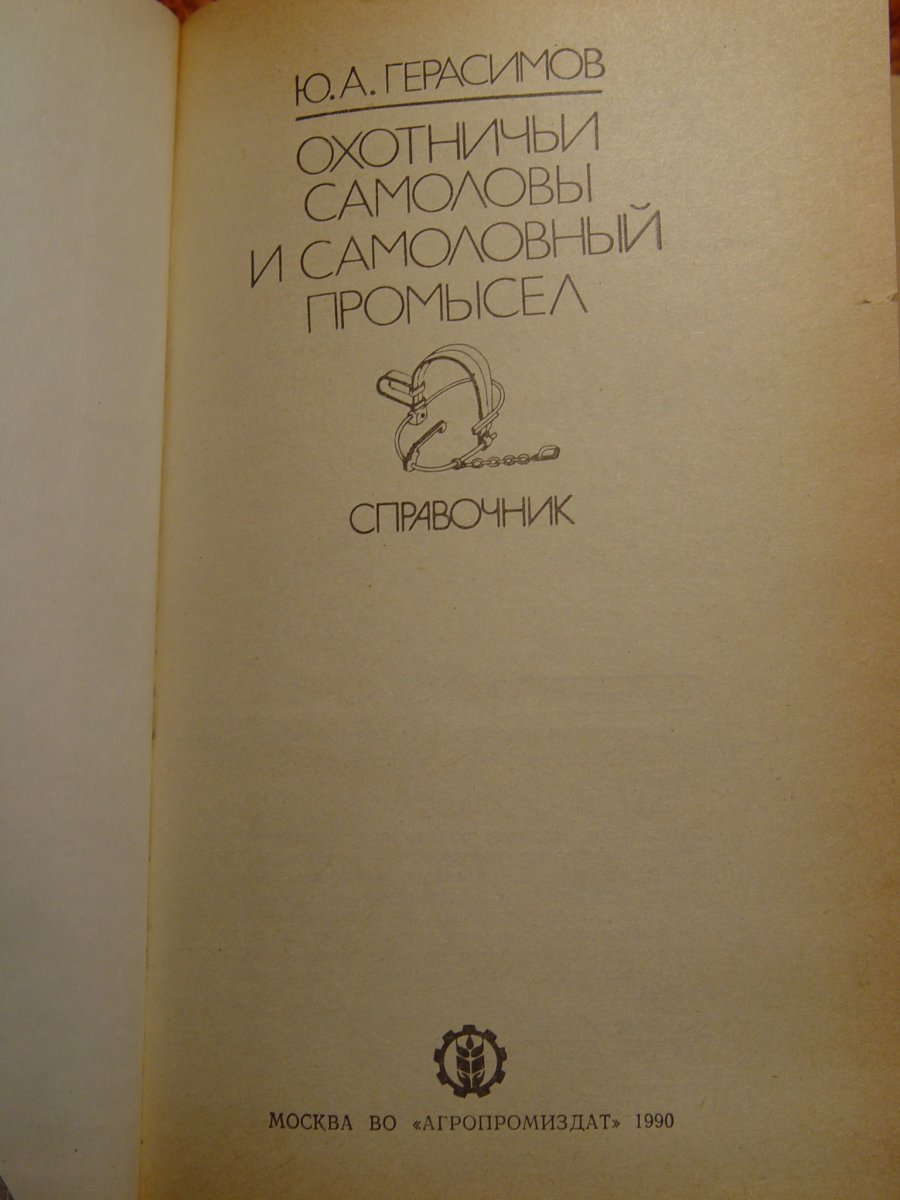 Ю.А. ГЕРАСИМОВ
ОХОТНИЧЬИ
САМОЛОВЫ
И САМОЛОВНЫЙ
ПРОМЫСЕЛ
СПРАВОЧНИК
МОСКВА ВО «АГРОПРОМИЗДАТ» 1990